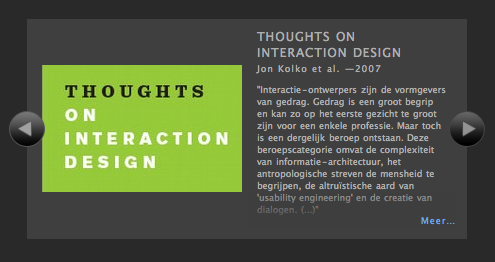 THOUGHTS
ON
INTERACTION
DESIGN
THOUGHTS ON
INTERACTION DESIGN
Jon Kolko et al. —2007
"Interactie-ontwerpers zijn de vormgevers
van gedrag. Gedrag is een groot begrip
en kan zo op het eerste gezicht te groot
zijn voor een enkele professie. Maar toch
is een dergelijk beroep ontstaan. Deze
beroepscategorie omvat de complexiteit
van informatie-architectuur, het
antropologische streven de mensheid te
begrijpen, de altruïstische aard van
'usability engineering' en de creatie van
dialogen. (...)"
Meer...